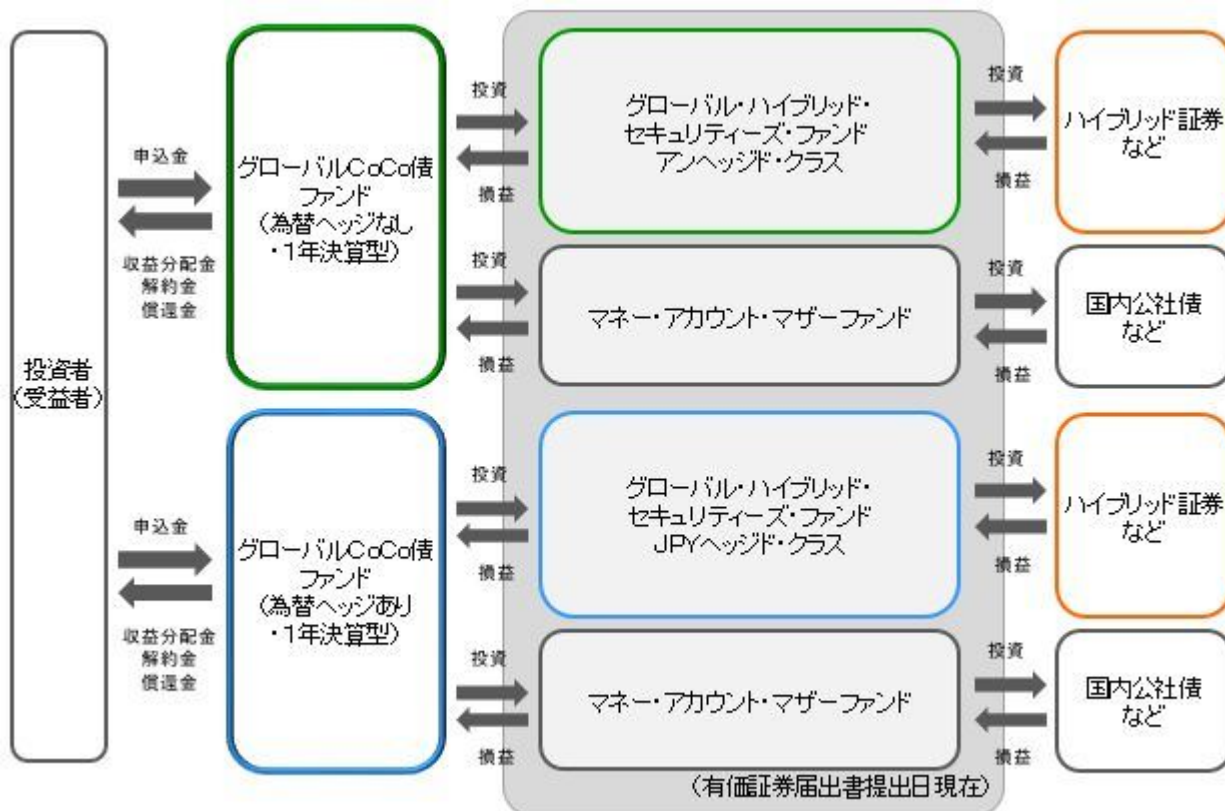 投資者
(受益者)
申込金
収益分配金
解約金
償還金
グローバルCoCo債
ファンド
(為替ヘッジなし
・1年決算型)
投資
損益
グローバル・ハイブリッド・
セキュリティーズ・ファンド
アンヘッジド・クラス
投資
損益
ハイブリッド証券
など
投資
損益
マネー・アカウント・マザーファンド
投資
損益
国内公社債
など
申込金
収益分配金
解約金
償還金
グローバルCoCo債
ファンド
(為替ヘッジあり
・1年決算型)
投資
損益
グローバル・ハイブリッド・
セキュリティーズ・ファンド
JPYヘッジド・クラス
投資
損益
ハイブリッド証券
など
投資
損益
マネー・アカウント・マザーファンド
投資
損益
国内公社債
など
(有価証券届出書提出日現在)